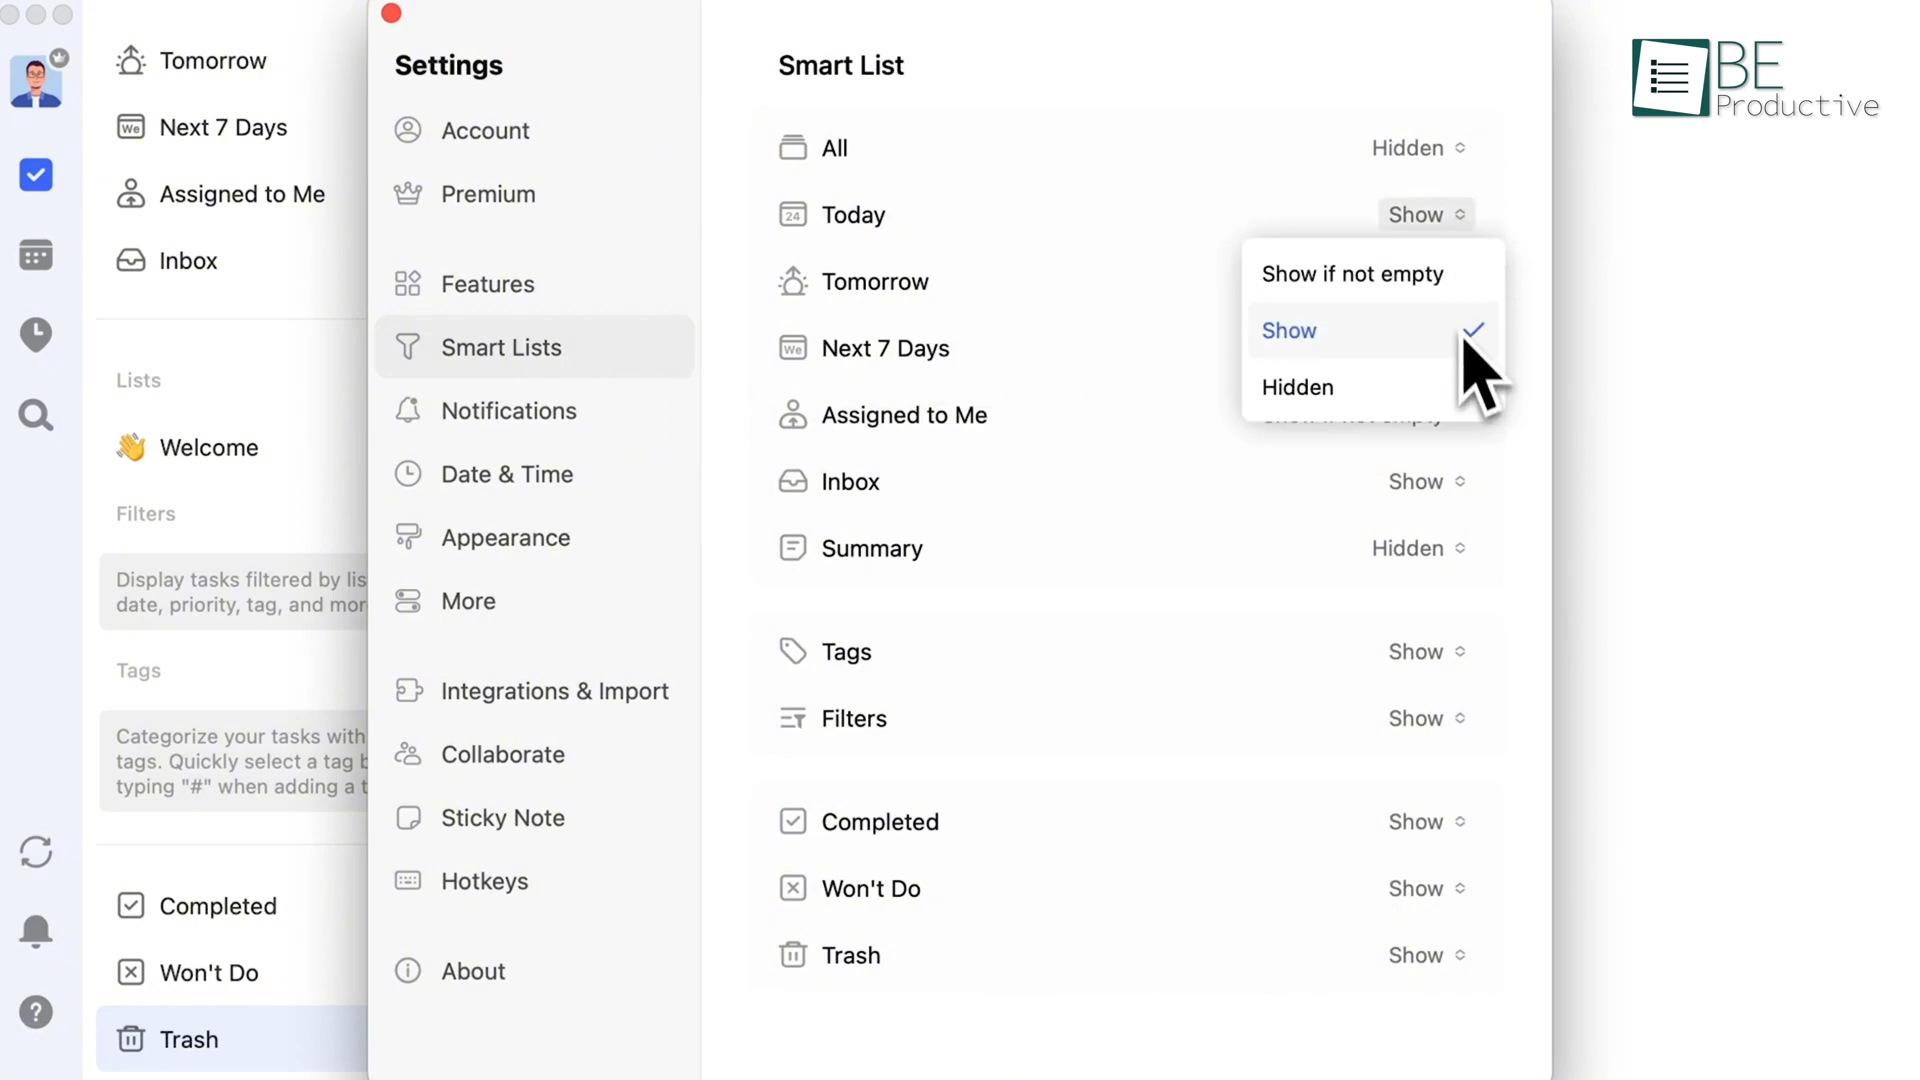 Tomorrow
We
Next 7 Days
Assigned to Me
Inbox
Lists
👋 Welcome
Filters
Display tasks filtered by lis
date, priority, tag, and mor
Tags
Categorize your tasks with
tags. Quickly select a tag b
typing "#" when adding a t
Completed
Won't Do
Trash
Settings
Account
Premium
Features
Smart Lists
Notifications
Date & Time
Appearance
More
Integrations & Import
Collaborate
Sticky Note
Hotkeys
About
Smart List
All Hidden
24 Today Show
Tomorrow
We Next 7 Days
Assigned to Me
Inbox Show
Summary Hidden
Tags Show
Filters Show
Completed Show
Won't Do Show
Trash Show
Show if not empty
Show
Hidden
BE
Productive